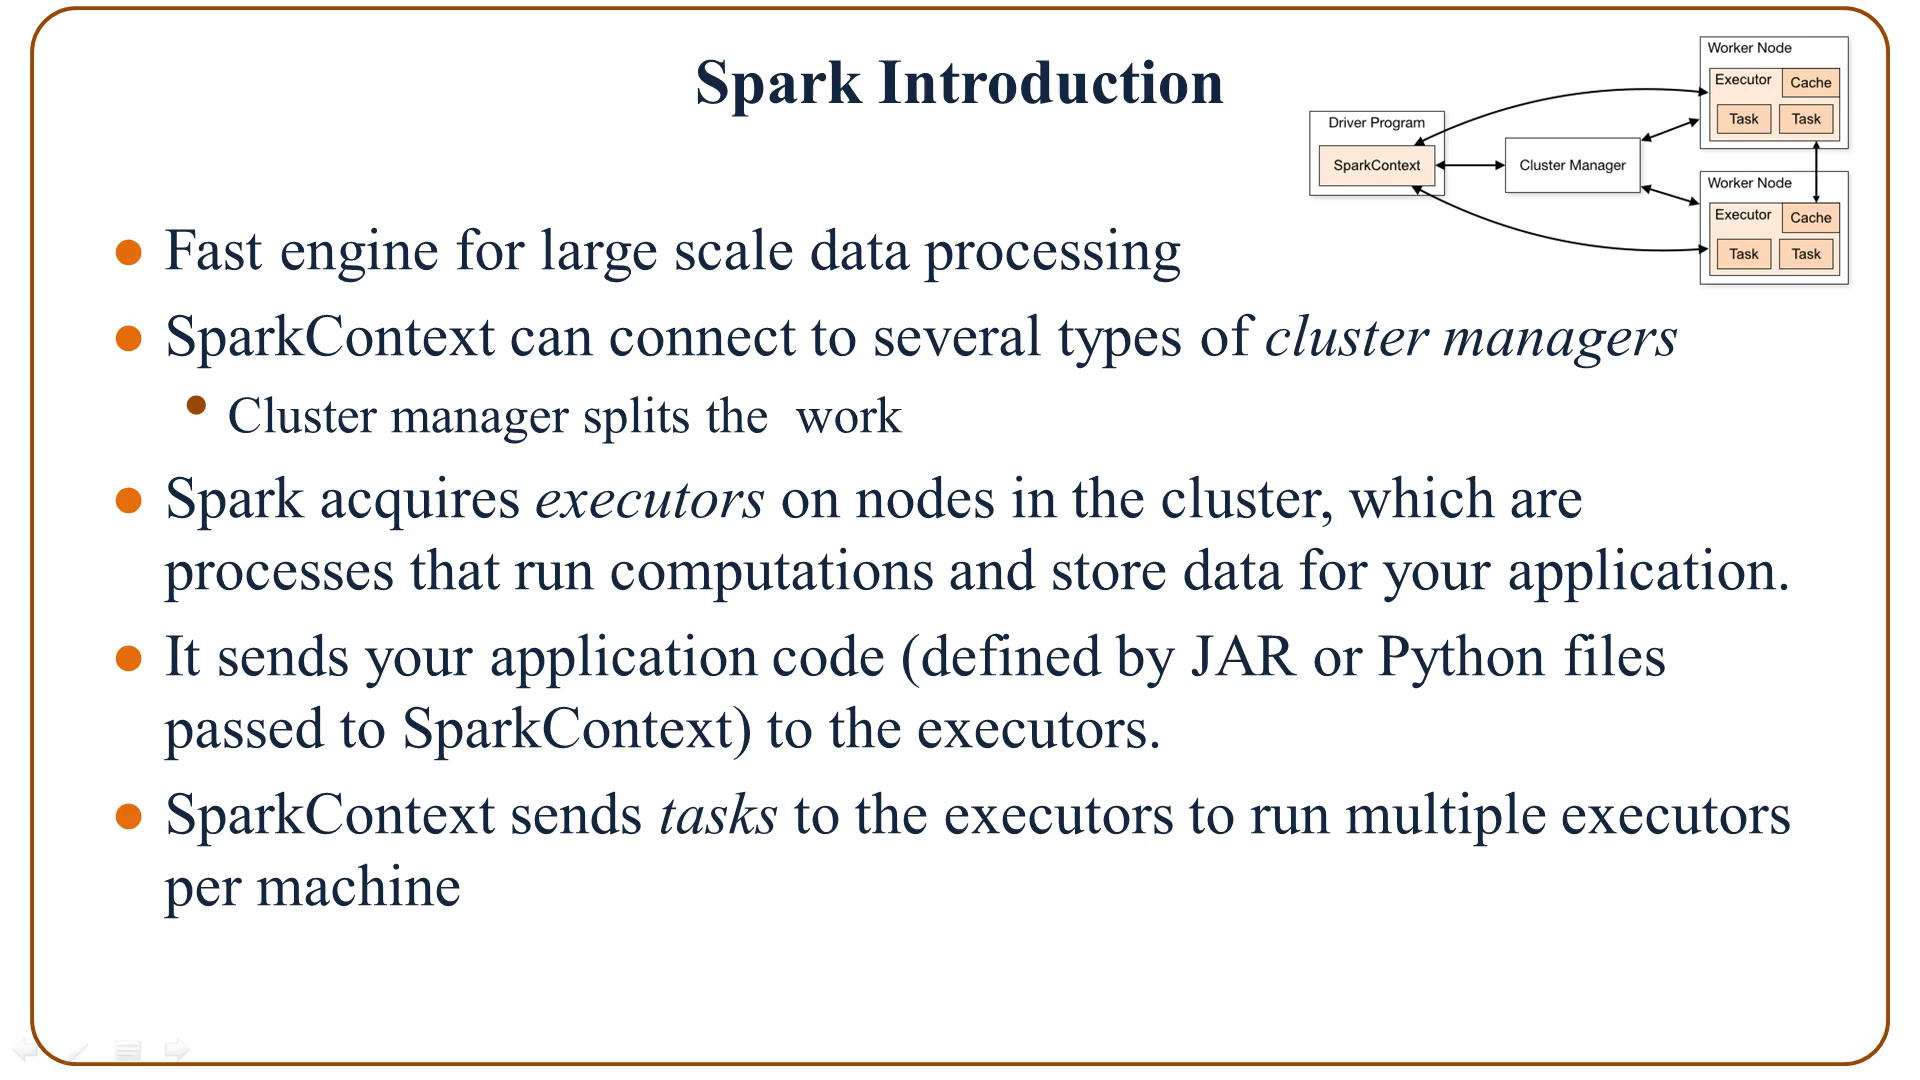 Spark Introduction
Driver Program
SparkContext
Cluster Manager
Worker Node
Executor
Cache
Task
Task
Worker Node
Executor
Cache
Task
Task
Fast engine for large scale data processing
SparkContext can connect to several types of cluster managers
Cluster manager splits the  work
Spark acquires executors on nodes in the cluster, which are
processes that run computations and store data for your application.
It sends your application code (defined by JAR or Python files
passed to SparkContext) to the executors.
SparkContext sends tasks to the executors to run multiple executors
per machine